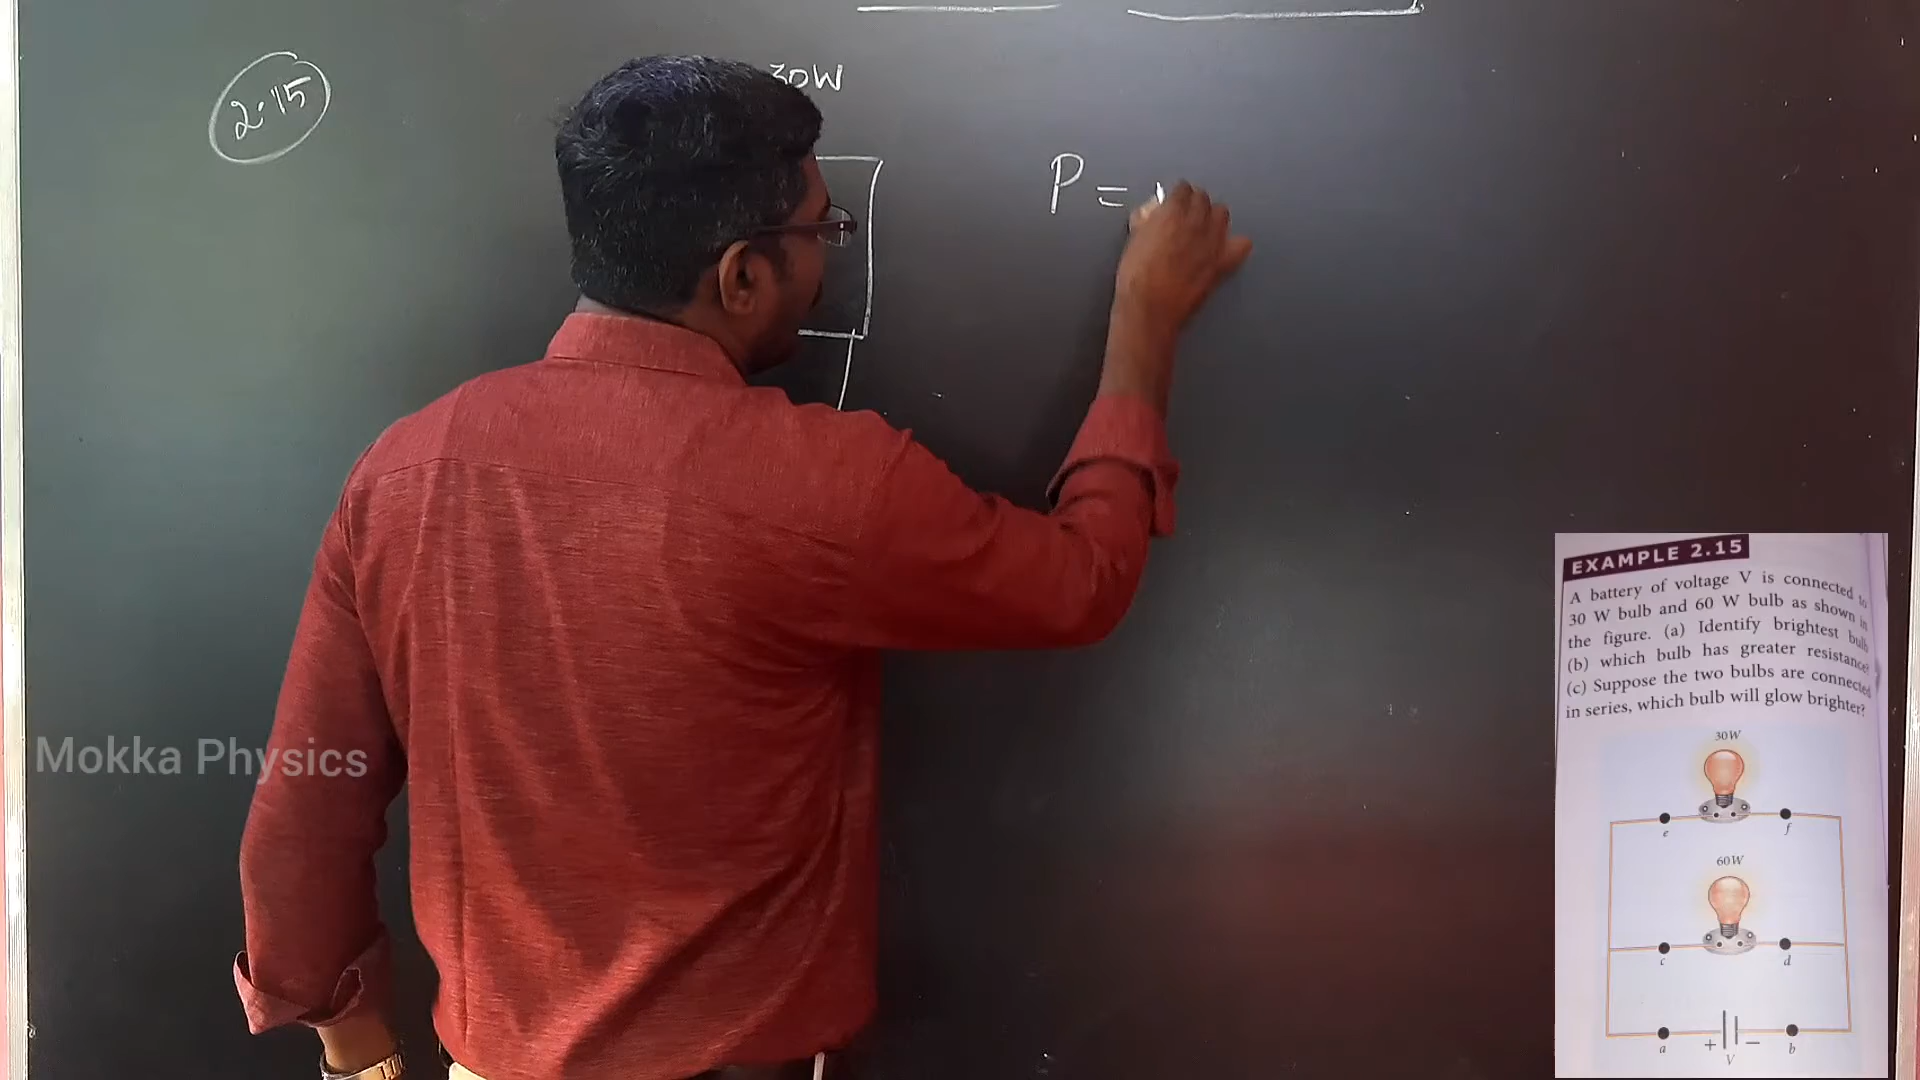 2.15
30W
P =
Mokka Physics
EXAMPLE 2.15
A battery of voltage V is connected to
30 W bulb and 60 W bulb as shown in
the figure. (a) Identify brightest bulb
(b) which bulb has greater resistance?
(c) Suppose the two bulbs are connected
in series, which bulb will glow brighter?
30W
e f
60W
c d
a + V − b